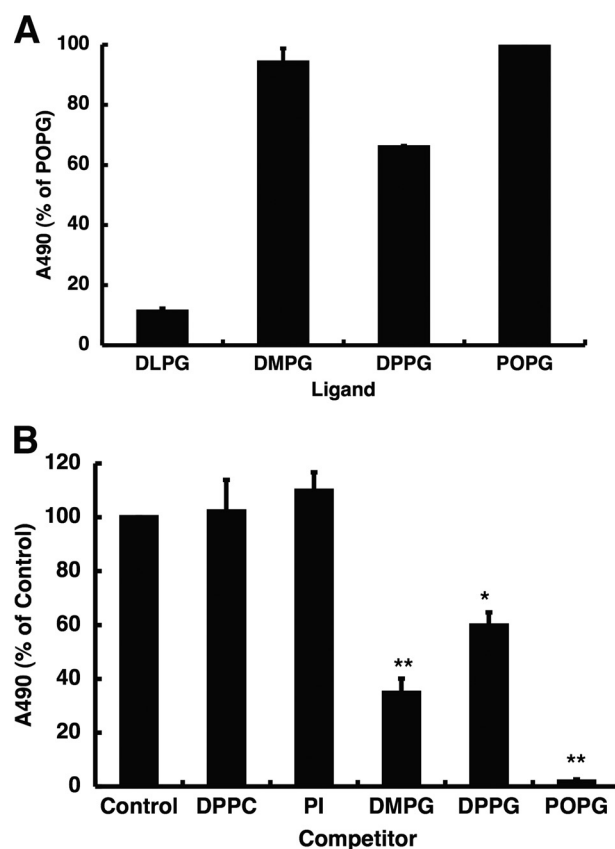 A
A490 (% of POPG)
100
80
60
40
20
0
DLPG DMPG DPPG POPG
Ligand
B
A490 (% of Control)
120
100
80
60
40
20
0
** * **
Control DPPC PI DMPG DPPG POPG
Competitor